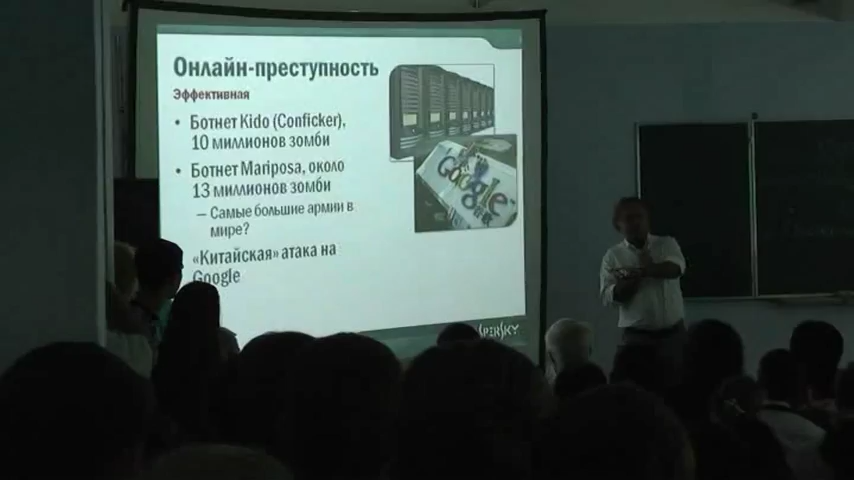 Онлайн-преступность
Эффективная
• Ботнет Kido (Conficker),
10 миллионов зомби
• Ботнет Mariposa, около
13 миллионов зомби
– Самые большие армии в
мире?
«Китайская» атака на
Google
Google